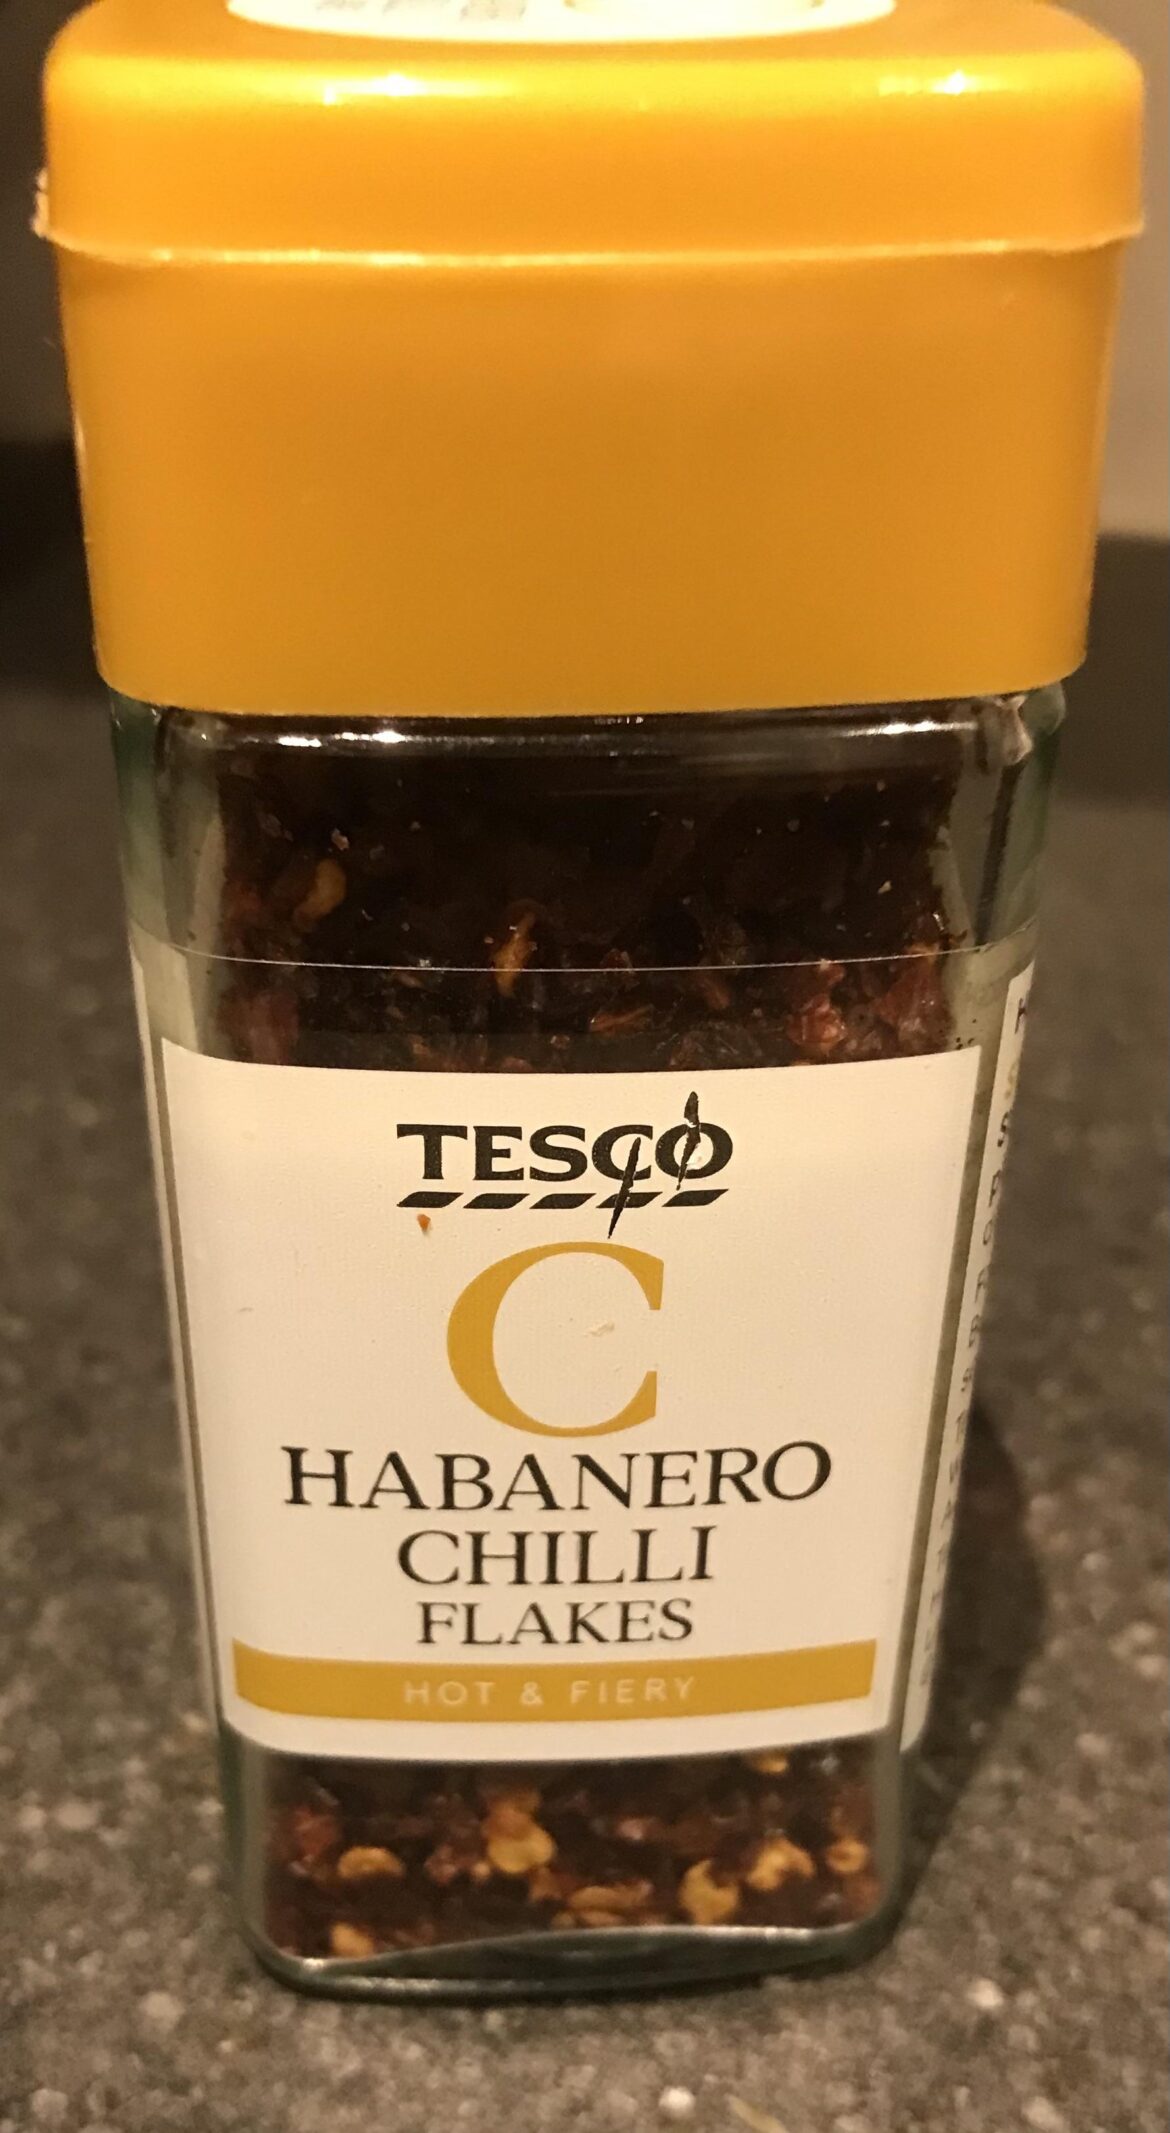 TESCO
C
HABANERO
CHILLI
FLAKES
HOT & FIERY